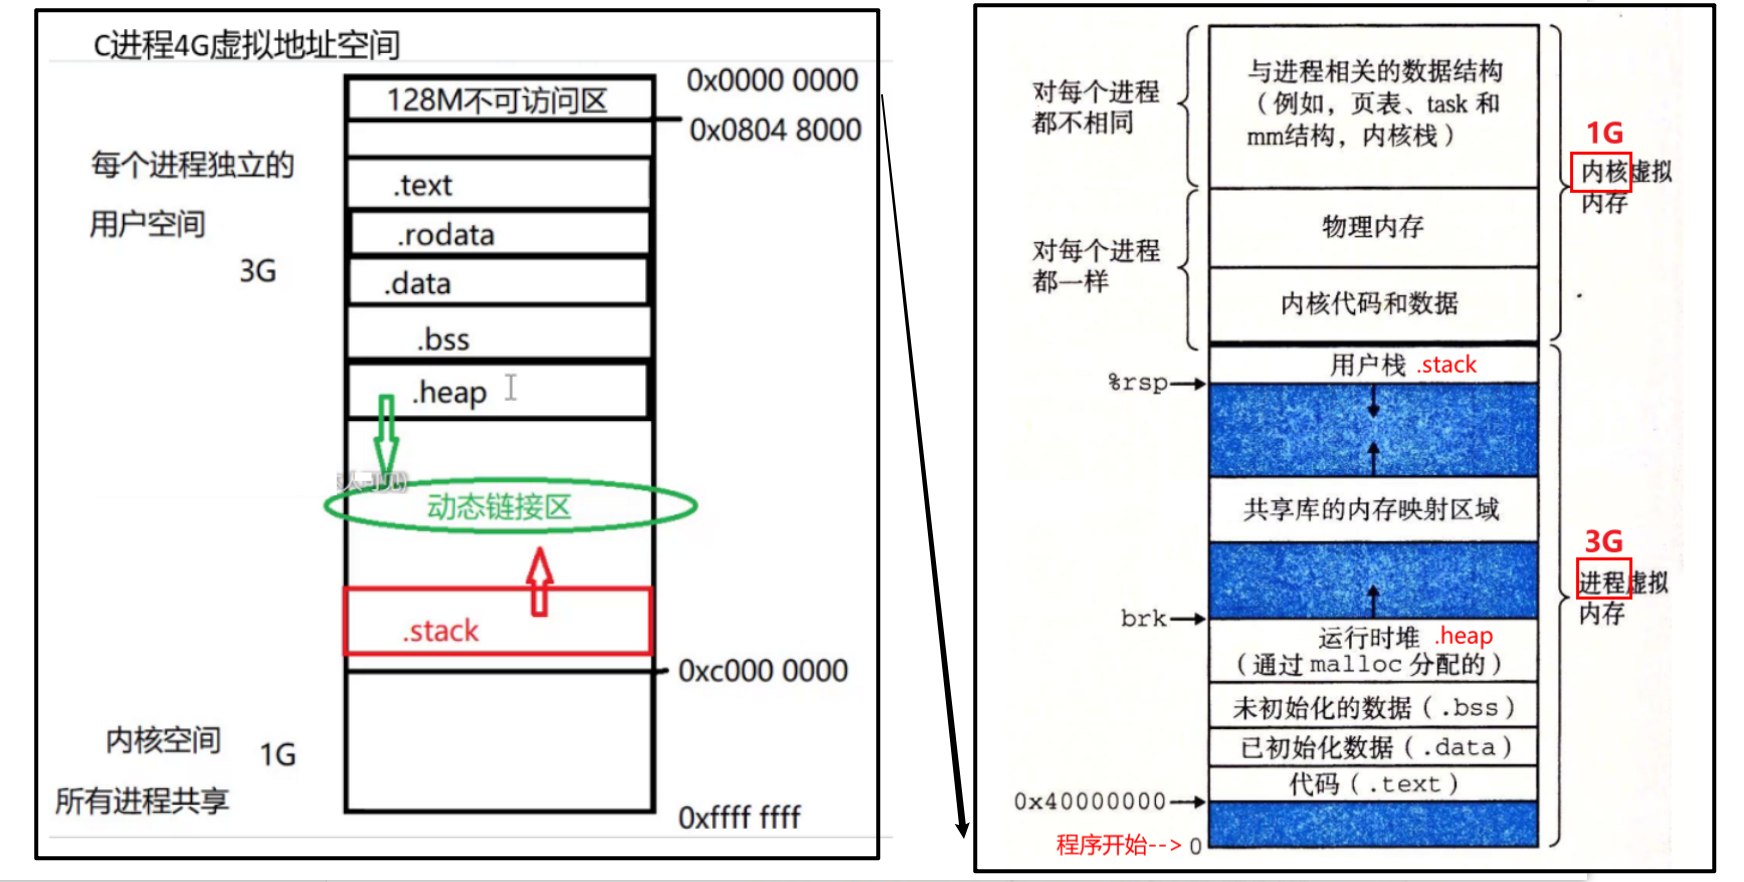 C进程4G虚拟地址空间
0x0000 0000
128M不可访问区
0x0804 8000
每个进程独立的
用户空间
3G
.text
.rodata
.data
.bss
.heap
动态链接区
.stack
0xc000 0000
内核空间
1G
所有进程共享
0xffff ffff
对每个进程
都不相同
与进程相关的数据结构
（例如，页表、task 和
mm结构，内核栈）
1G
内核虚拟
内存
对每个进程
都一样
物理内存
内核代码和数据
用户栈 .stack
%rsp
共享库的内存映射区域
3G
进程虚拟
内存
brk
运行时堆 .heap
（通过 malloc 分配的）
未初始化的数据（.bss）
已初始化数据（.data）
代码（.text）
0x40000000
程序开始--> 0